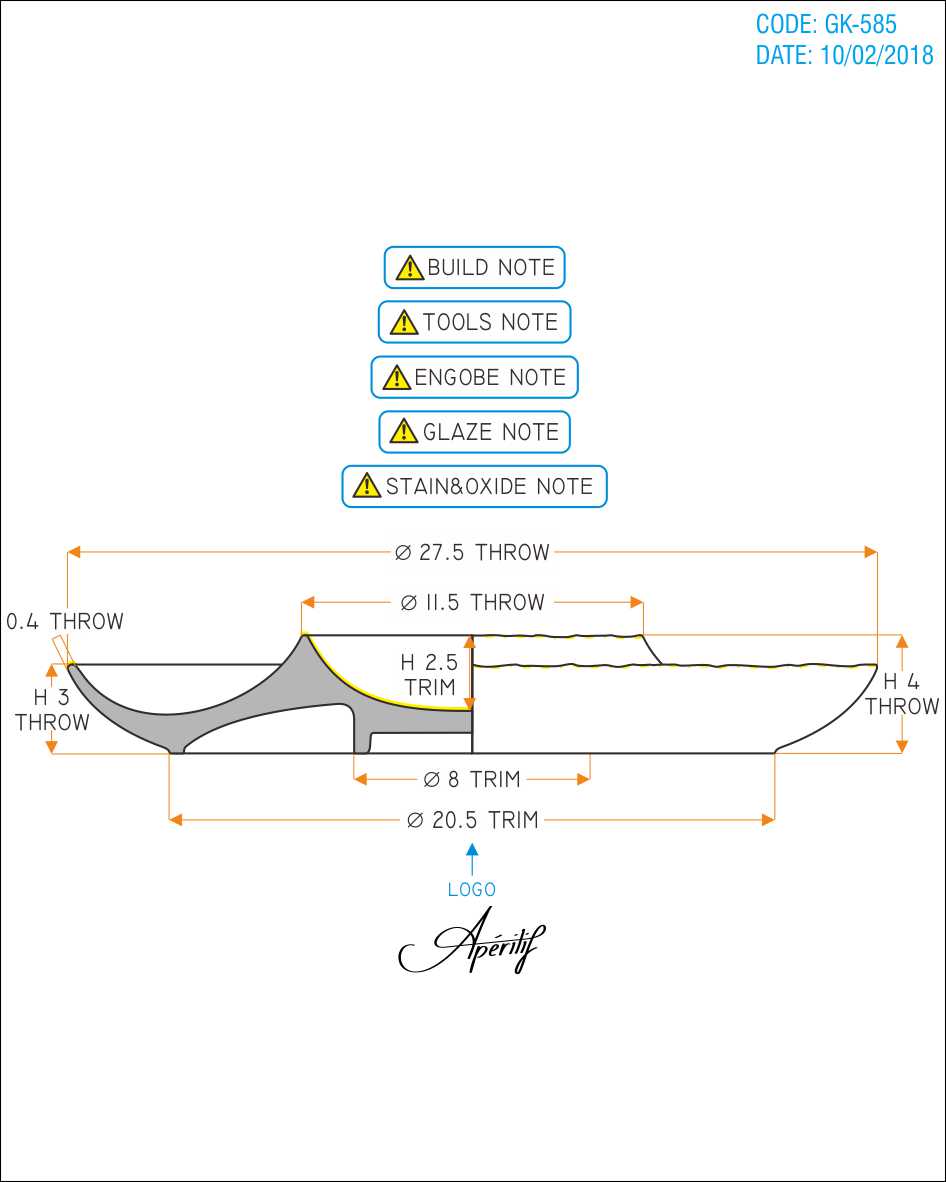 CODE: GK-585
DATE: 10/02/2018
BUILD NOTE
TOOLS NOTE
ENGOBE NOTE
GLAZE NOTE
STAIN&OXIDE NOTE
Ø 27.5 THROW
Ø 11.5 THROW
0.4 THROW
H 2.5
TRIM
H 3
THROW
H 4
THROW
Ø 8 TRIM
Ø 20.5 TRIM
LOGO
Apéritif